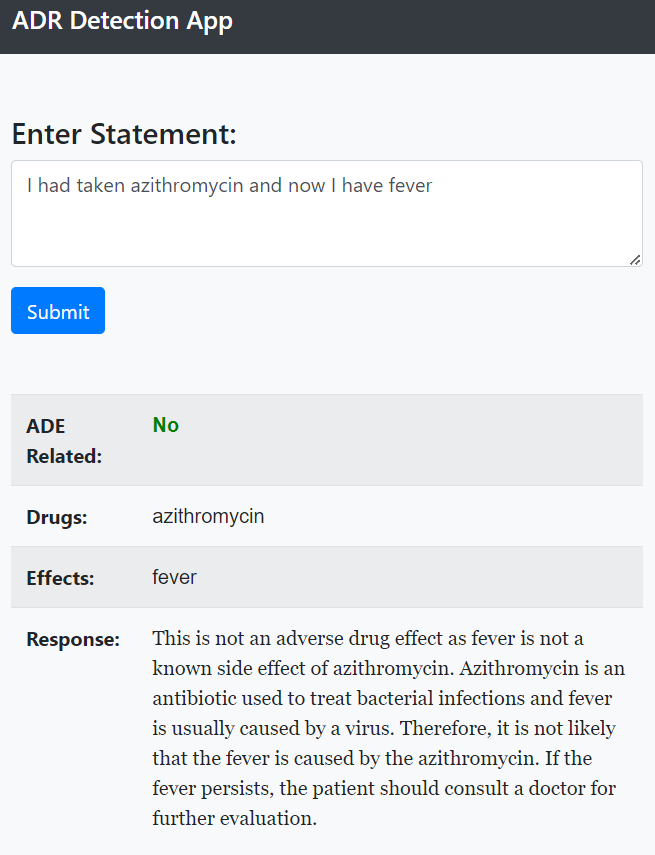 ADR Detection App
Enter Statement:
I had taken azithromycin and now I have fever
Submit
ADE No
Related:
Drugs: azithromycin
Effects: fever
Response: This is not an adverse drug effect as fever is not a
known side effect of azithromycin. Azithromycin is an
antibiotic used to treat bacterial infections and fever
is usually caused by a virus. Therefore, it is not likely
that the fever is caused by the azithromycin. If the
fever persists, the patient should consult a doctor for
further evaluation.